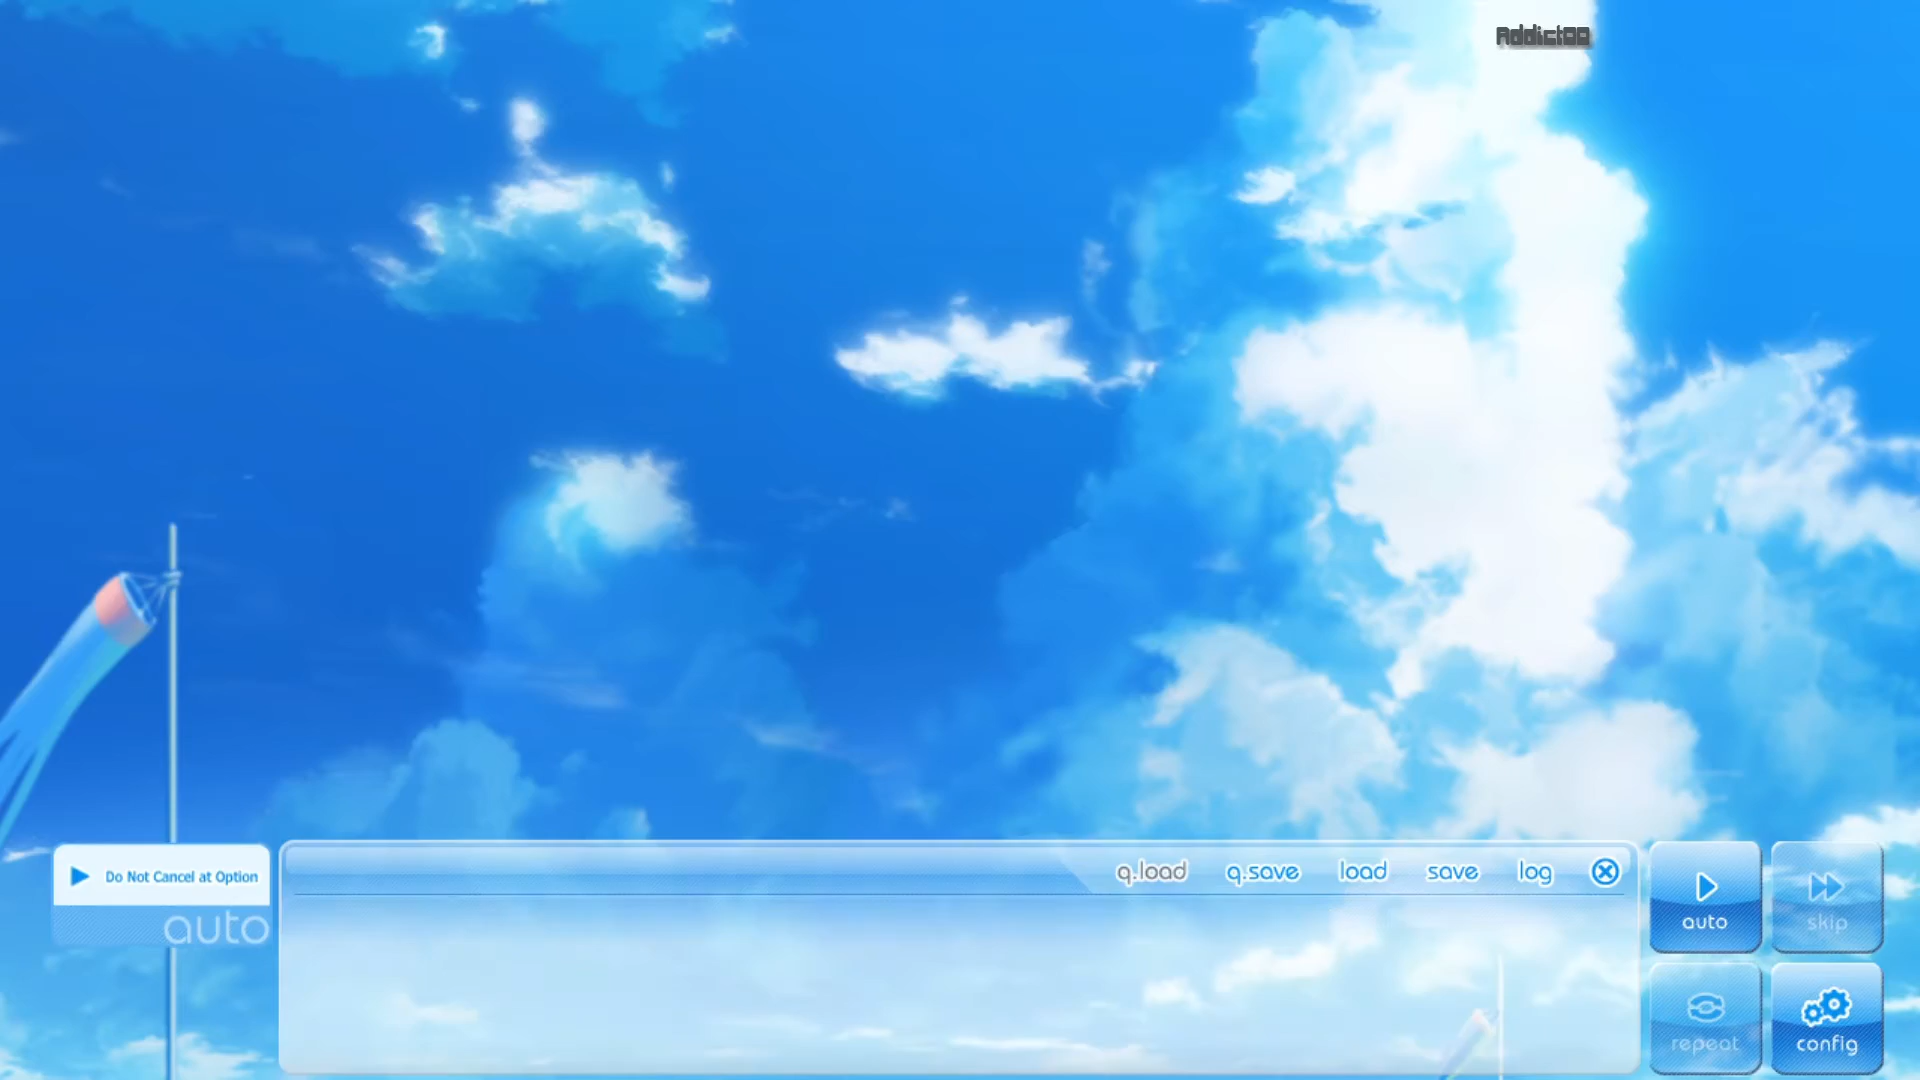 Addict00
Do Not Cancel at Option
auto
q.load q.save load save log
auto
skip
repeat
config